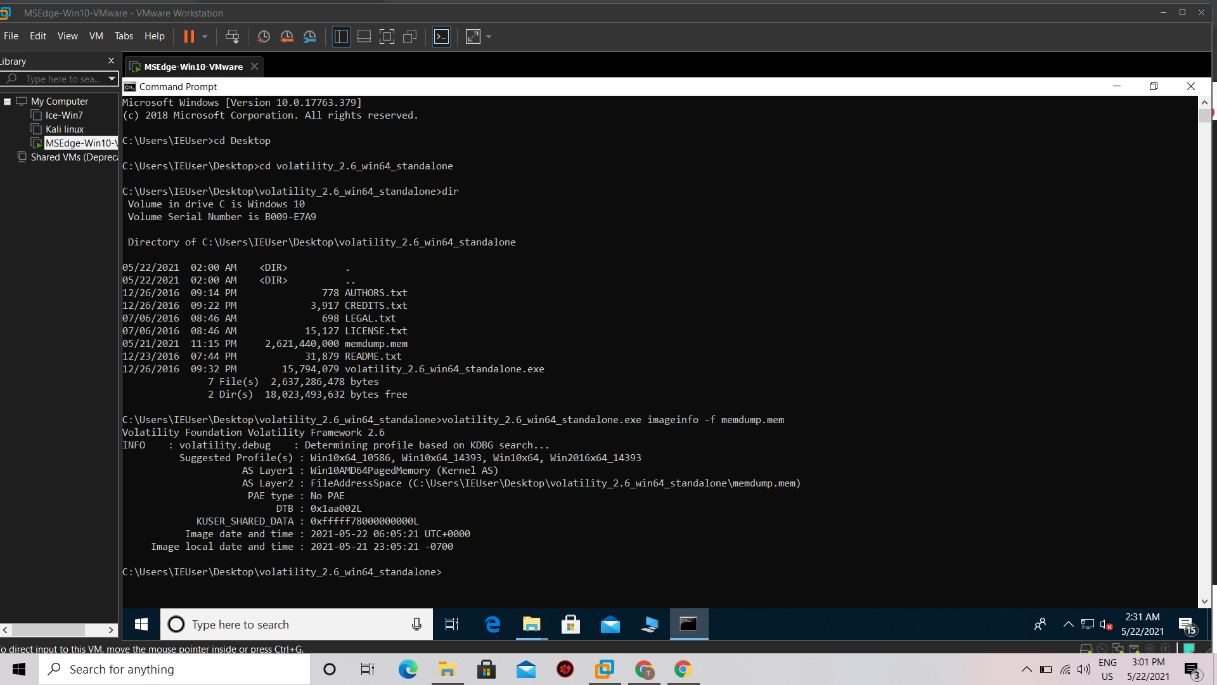 MSEdge-Win10-VMware - VMware Workstation
File Edit View VM Tabs Help
Library
Type here to sea...
My Computer
Ice-Win7
Kali linux
MSEdge-Win10-V
Shared VMs (Depreca
MSEdge-Win10-VMware
Command Prompt
Microsoft Windows [Version 10.0.17763.379]
(c) 2018 Microsoft Corporation. All rights reserved.
C:\Users\IEUser>cd Desktop
C:\Users\IEUser\Desktop>cd volatility_2.6_win64_standalone
C:\Users\IEUser\Desktop\volatility_2.6_win64_standalone>dir
Volume in drive C is Windows 10
Volume Serial Number is B009-E7A9
Directory of C:\Users\IEUser\Desktop\volatility_2.6_win64_standalone
05/22/2021 02:00 AM <DIR> .
05/22/2021 02:00 AM <DIR> ..
12/26/2016 09:14 PM 778 AUTHORS.txt
12/26/2016 09:22 PM 3,917 CREDITS.txt
07/06/2016 08:46 AM 698 LEGAL.txt
07/06/2016 08:46 AM 15,127 LICENSE.txt
05/21/2021 11:15 PM 2,621,440,000 memdump.mem
12/23/2016 07:44 PM 31,879 README.txt
12/26/2016 09:32 PM 15,794,079 volatility_2.6_win64_standalone.exe
7 File(s) 2,637,286,478 bytes
2 Dir(s) 18,023,493,632 bytes free
C:\Users\IEUser\Desktop\volatility_2.6_win64_standalone>volatility_2.6_win64_standalone.exe imageinfo -f memdump.mem
Volatility Foundation Volatility Framework 2.6
INFO : volatility.debug : Determining profile based on KDBG search...
Suggested Profile(s) : Win10x64_10586, Win10x64_14393, Win10x64, Win2016x64_14393
AS Layer1 : Win10AMD64PagedMemory (Kernel AS)
AS Layer2 : FileAddressSpace (C:\Users\IEUser\Desktop\volatility_2.6_win64_standalone\memdump.mem)
PAE type : No PAE
DTB : 0x1aa002L
KUSER_SHARED_DATA : 0xfffff78000000000L
Image date and time : 2021-05-22 06:05:21 UTC+0000
Image local date and time : 2021-05-21 23:05:21 -0700
C:\Users\IEUser\Desktop\volatility_2.6_win64_standalone>
Type here to search
2:31 AM
5/22/2021
15
To direct input to this VM, move the mouse pointer inside or press Ctrl+G.
Search for anything
ENG
US
3:01 PM
5/22/2021
3